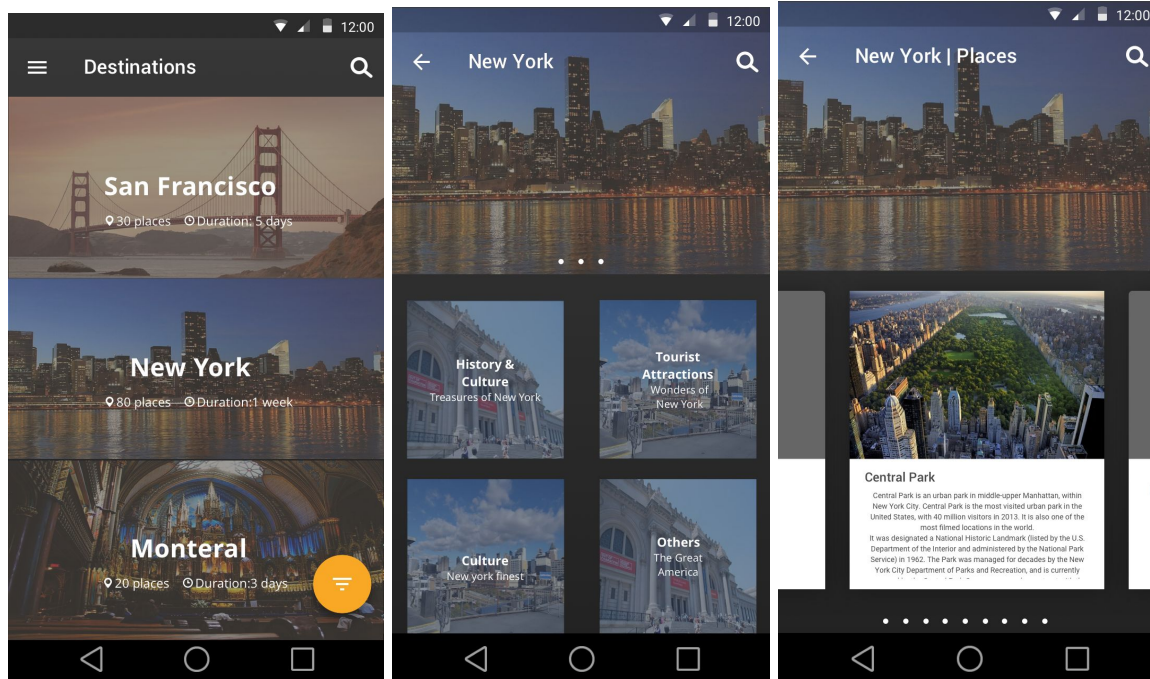 12:00
Destinations
San Francisco
30 places Duration: 5 days
New York
80 places Duration:1 week
Monteral
20 places Duration:3 days
12:00
New York
History &
Culture
Treasures of New York
Tourist
Attractions
Wonders of
New York
Culture
New york finest
Others
The Great
America
12:00
New York | Places
Central Park
Central Park is an urban park in middle-upper Manhattan, within
New York City. Central Park is the most visited urban park in the
United States, with 40 million visitors in 2013. It is also one of the
most filmed locations in the world.
It was designated a National Historic Landmark (listed by the U.S.
Department of the Interior and administered by the National Park
Service) in 1962. The Park was managed for decades by the New
York City Department of Parks and Recreation, and is currently